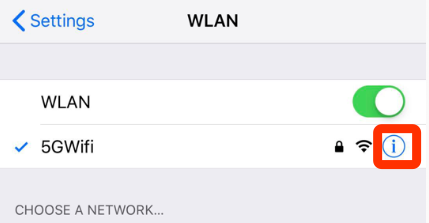 Settings
WLAN
WLAN
5GWifi
CHOOSE A NETWORK...